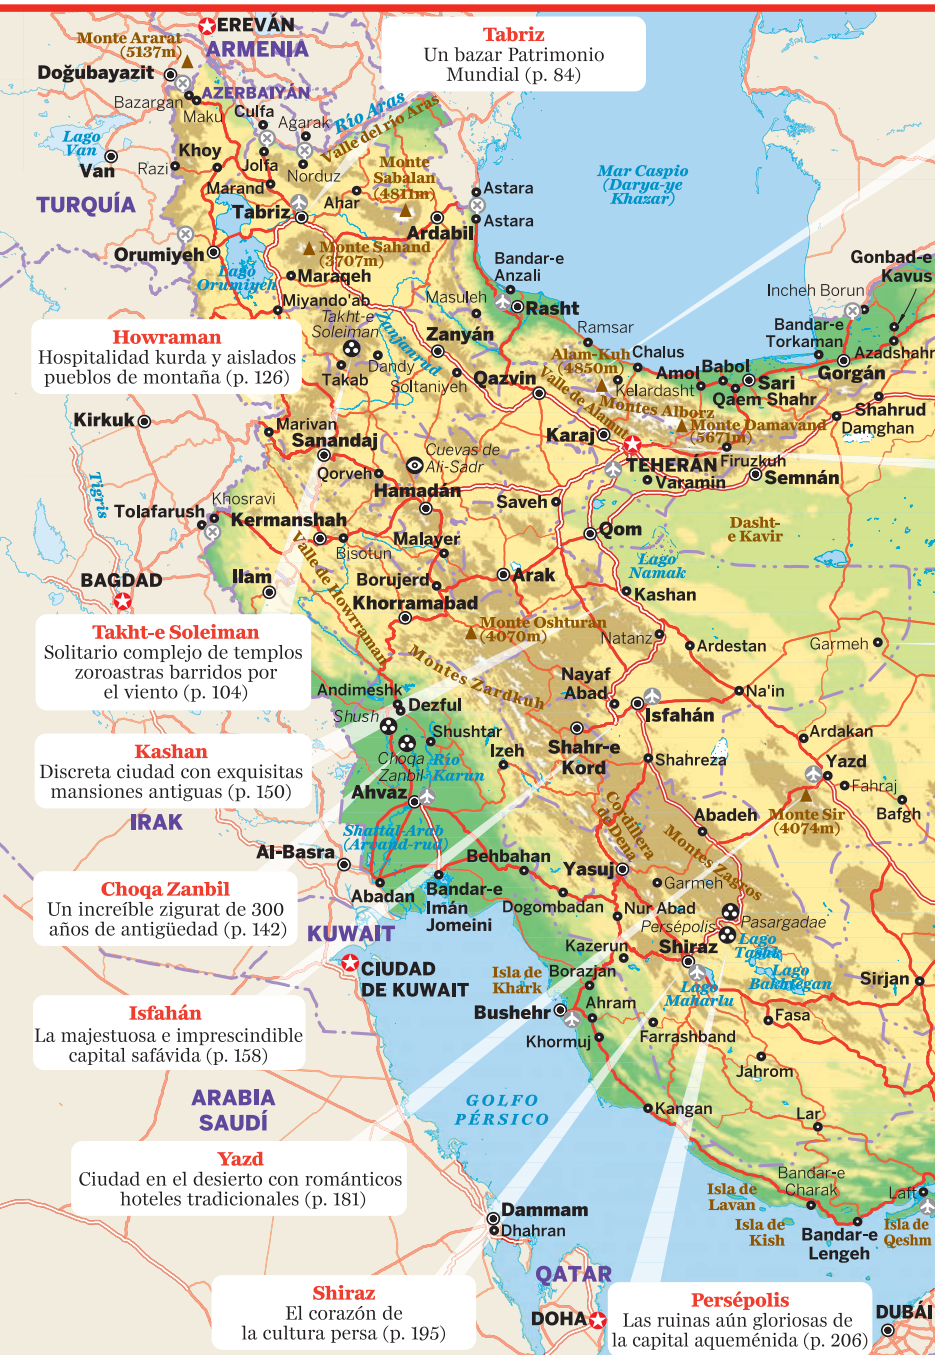 EREVÁN
ARMENIA
Monte Ararat
(5137m)
Doğubayazit
Bazargan
Maku
AZERBAIYÁN
Culfa
Agarak
Río Aras
Valle del río Aras
Lago
Van
Van
Razi
Khoy
Jolfa
Norduz
Marand
TURQUÍA
Tabriz
Ahar
Monte
Sabalan
(4811m)
Ardabil
Astara
Astara
Orumiyeh
Lago
Orumiyeh
Monte Sahand
(3707m)
Maraqeh
Miyando'ab
Tabriz
Un bazar Patrimonio
Mundial (p. 84)
Mar Caspio
(Darya-ye
Khazar)
Bandar-e
Anzali
Masuleh
Rasht
Gonbad-e
Kavus
Incheh Borun
Bandar-e
Torkaman
Azadshahr
Gorgán
Ramsar
Alam-Kuh
(4850m)
Chalus
Kelardasht
Amol
Babol
Sari
Qaem Shahr
Howraman
Hospitalidad kurda y aislados
pueblos de montaña (p. 126)
Takht-e
Soleiman
Takab
Dandy
Zanjanrud
Zanyán
Soltaniyeh
Qazvin
Valle de Alamut
Montes Alborz
Monte Damavand
(5671m)
Shahrud
Damghan
Kirkuk
Marivan
Sanandaj
Qorveh
Cuevas de
Ali-Sadr
Hamadán
Karaj
TEHERÁN
Varamin
Firuzkuh
Semnán
Saveh
Tigris
Khosravi
Tolafarush
Kermanshah
Bisotun
Malayer
Qom
Dasht-
e Kavir
Lago
Namak
BAGDAD
Ilam
Valle de Howraman
Borujerd
Khorramabad
Arak
Kashan
Monte Oshturan
(4070m)
Natanz
Ardestan
Garmeh
Takht-e Soleiman
Solitario complejo de templos
zoroastras barridos por
el viento (p. 104)
Montes Zardkuh
Nayaf
Abad
Isfahán
Na'in
Andimeshk
Dezful
Shush
Shushtar
Choqa
Zanbil
Río
Karun
Izeh
Shahr-e
Kord
Shahreza
Ardakan
Yazd
Fahraj
Bafgh
Monte Sir
(4074m)
Kashan
Discreta ciudad con exquisitas
mansiones antiguas (p. 150)
IRAK
Ahvaz
Shattal-Arab
(Arvand-rud)
Al-Basra
Abadan
Bandar-e
Imán
Jomeini
Behbahan
Dogombadan
Cordillera
de Dena
Abadeh
Montes Zagros
Yasuj
Garmeh
Nur Abad
Persépolis
Pasargadae
Choqa Zanbil
Un increíble zigurat de 300
años de antigüedad (p. 142)
KUWAIT
CIUDAD
DE KUWAIT
Isla de
Khark
Kazerun
Borazjan
Shiraz
Lago
Tashk
Lago
Bakhtegan
Lago
Maharlu
Sirjan
Bushehr
Ahram
Khormuj
Farrashband
Fasa
Jahrom
Isfahán
La majestuosa e imprescindible
capital safávida (p. 158)
ARABIA
SAUDÍ
GOLFO
PÉRSICO
Kangan
Lar
Yazd
Ciudad en el desierto con románticos
hoteles tradicionales (p. 181)
Bandar-e
Charak
Isla de
Lavan
Isla de
Kish
Bandar-e
Lengeh
Laft
Isla de
Qeshm
Dammam
Dhahran
QATAR
DOHA
DUBÁI
Shiraz
El corazón de
la cultura persa (p. 195)
Persépolis
Las ruinas aún gloriosas de
la capital aqueménida (p. 206)